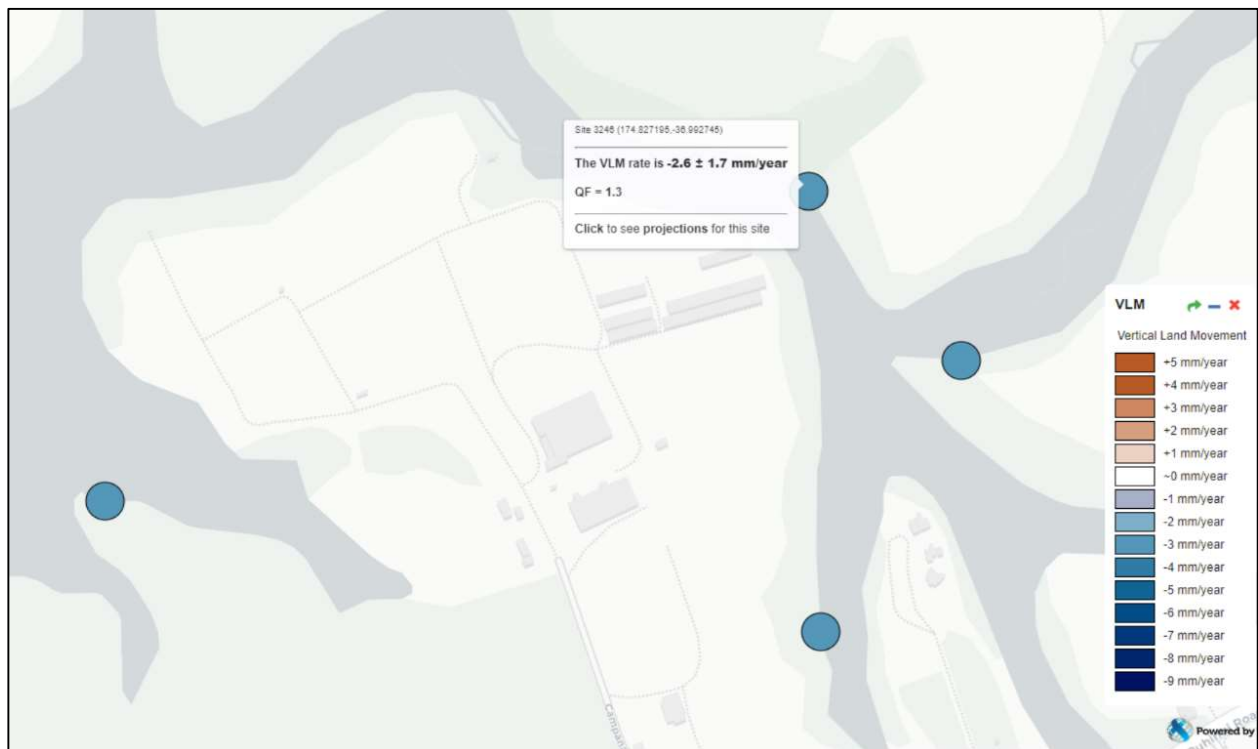 Site 3246 (174.827195,-36.992745)
The VLM rate is -2.6 ± 1.7 mm/year
QF = 1.3
Click to see projections for this site
VLM
Vertical Land Movement
+5 mm/year
+4 mm/year
+3 mm/year
+2 mm/year
+1 mm/year
~0 mm/year
-1 mm/year
-2 mm/year
-3 mm/year
-4 mm/year
-5 mm/year
-6 mm/year
-7 mm/year
-8 mm/year
-9 mm/year
Powered by